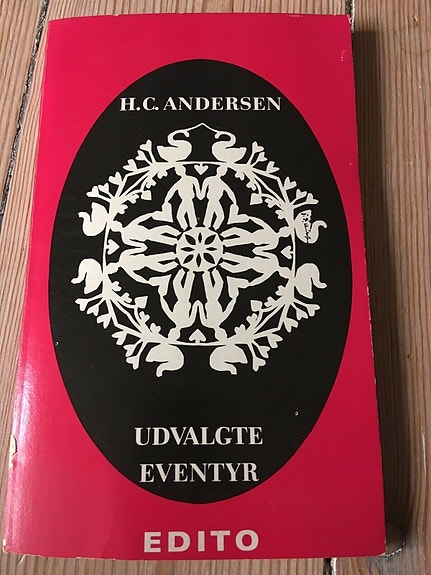 H.C. ANDERSEN
UDVALGTE
EVENTYR
EDITO